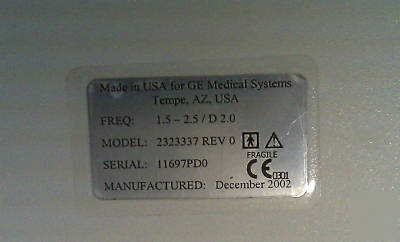 Made in USA for GE Medical Systems
Tempe, AZ, USA
FREQ: 1.5 – 2.5 / D 2.0
MODEL: 2323337 REV 0
FRAGILE
SERIAL: 11697PD0
CE 0301
MANUFACTURED: December 2002